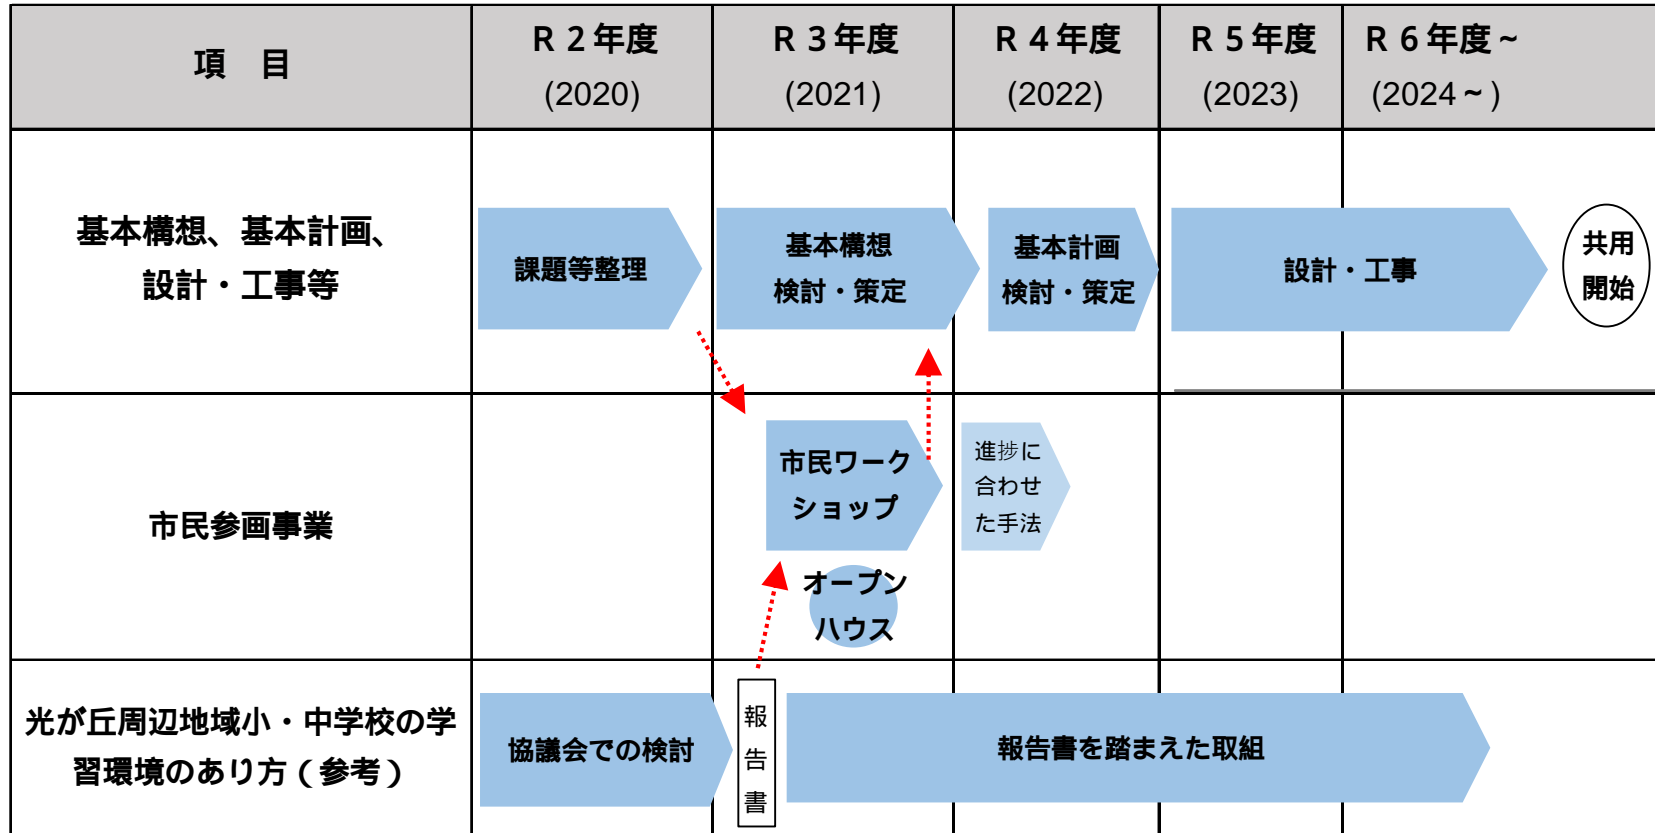 項　目
Ｒ２年度
(2020)
Ｒ３年度
(2021)
Ｒ４年度
(2022)
Ｒ５年度
(2023)
Ｒ６年度～
(2024～)
基本構想、基本計画、
設計・工事等
課題等整理
基本構想
検討・策定
基本計画
検討・策定
設計・工事
共用
開始
市民参画事業
市民ワーク
ショップ
オープン
ハウス
進捗に
合わせ
た手法
光が丘周辺地域小・中学校の学
習環境のあり方（参考）
協議会での検討
報
告
書
報告書を踏まえた取組